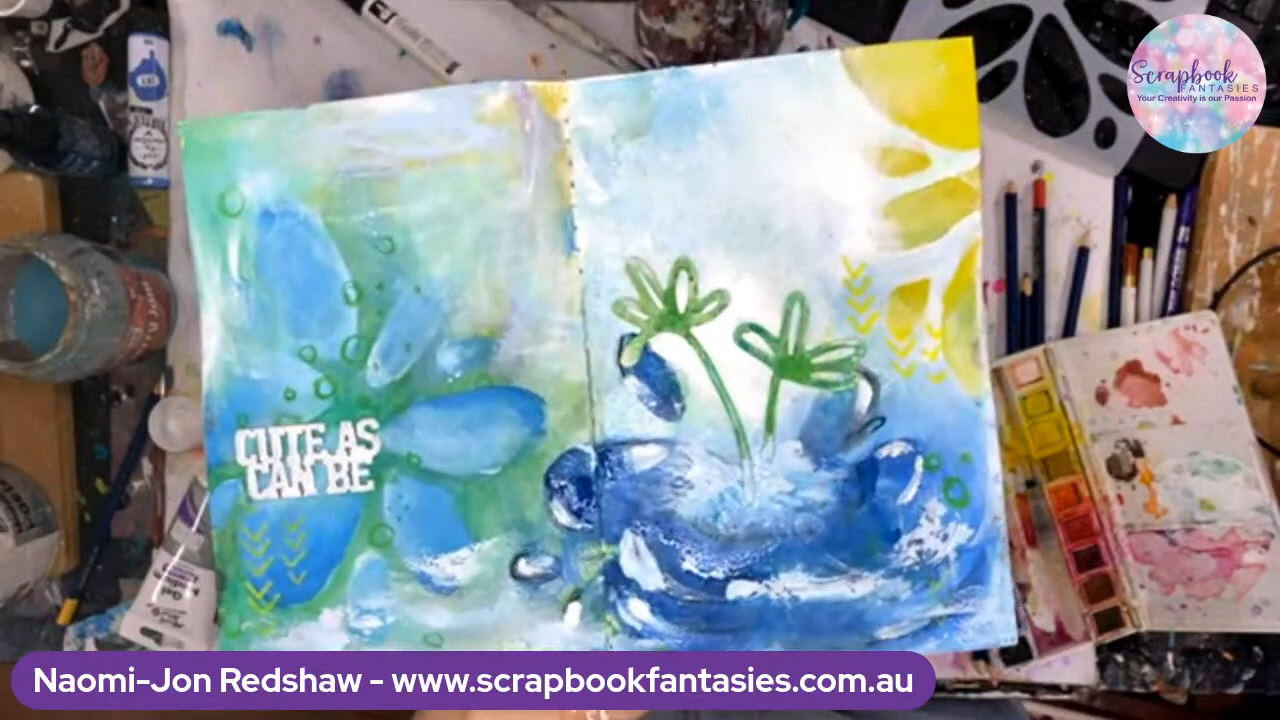 Scrapbook
FANTASIES
Your Creativity is our Passion
CUTE AS
CAN BE
Naomi-Jon Redshaw - www.scrapbookfantasies.com.au